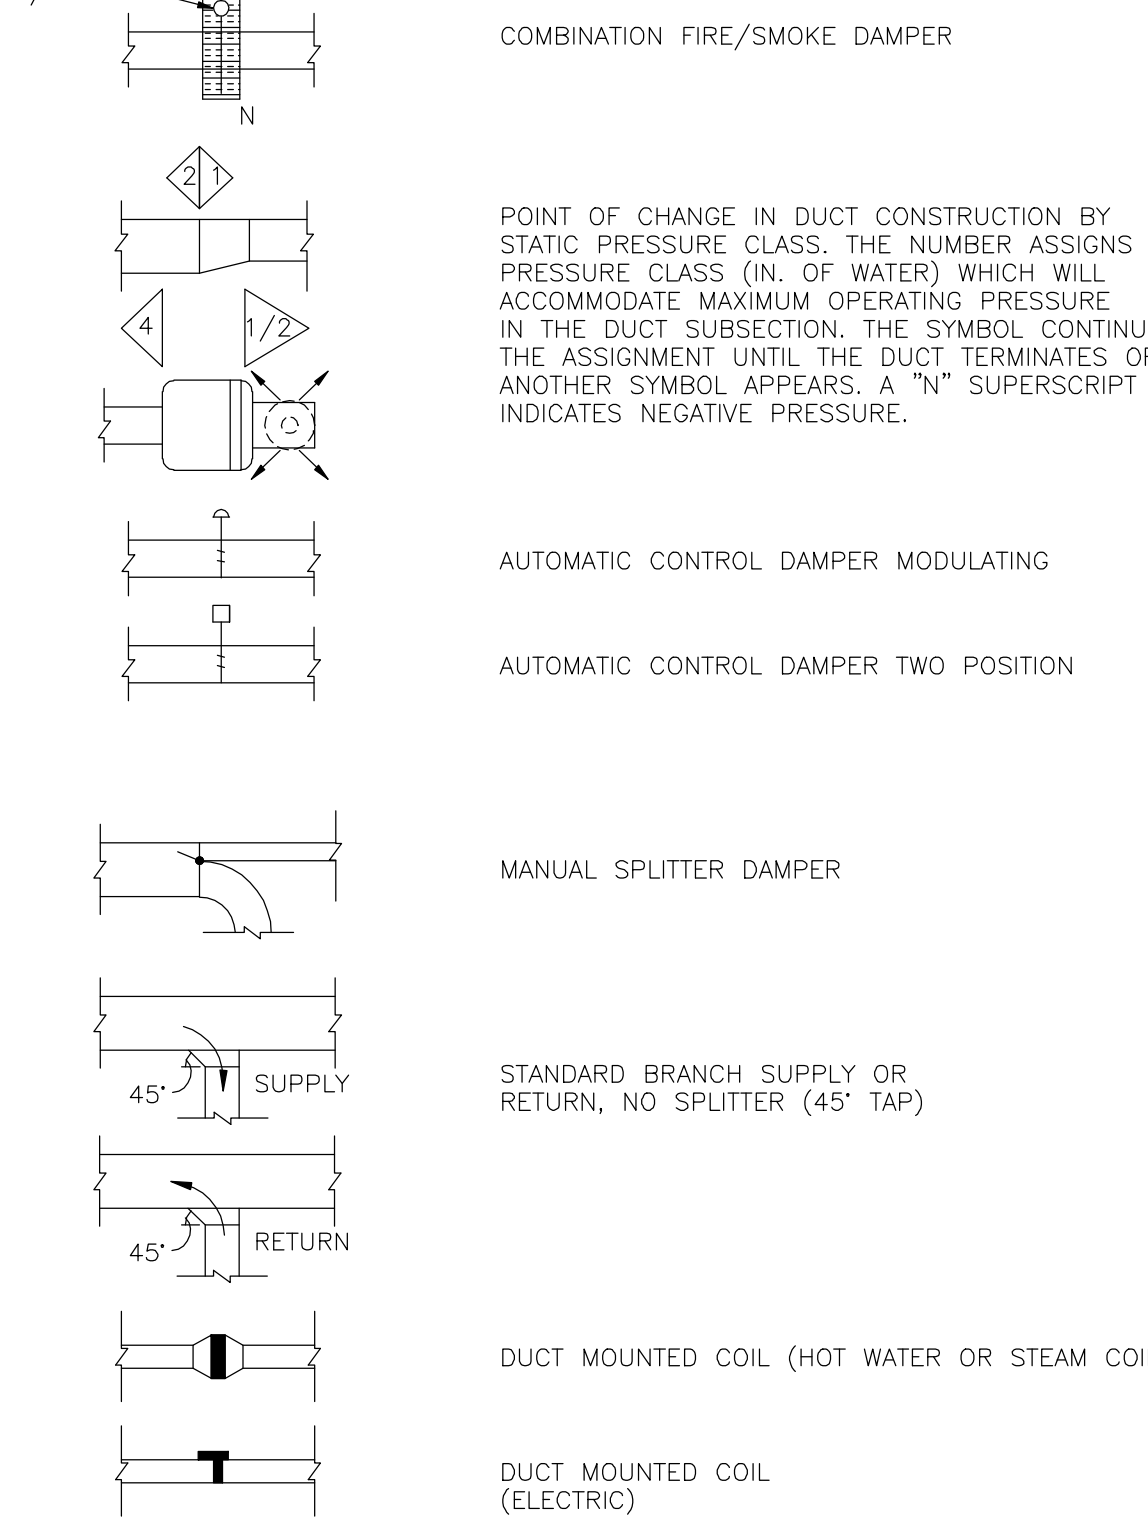 COMBINATION FIRE/SMOKE DAMPER
N
2 1
POINT OF CHANGE IN DUCT CONSTRUCTION BY
STATIC PRESSURE CLASS. THE NUMBER ASSIGNS
PRESSURE CLASS (IN. OF WATER) WHICH WILL
ACCOMMODATE MAXIMUM OPERATING PRESSURE
IN THE DUCT SUBSECTION. THE SYMBOL CONTINU
THE ASSIGNMENT UNTIL THE DUCT TERMINATES OR
ANOTHER SYMBOL APPEARS. A "N" SUPERSCRIPT
INDICATES NEGATIVE PRESSURE.
4 1/2
AUTOMATIC CONTROL DAMPER MODULATING
AUTOMATIC CONTROL DAMPER TWO POSITION
MANUAL SPLITTER DAMPER
45° SUPPLY
STANDARD BRANCH SUPPLY OR
RETURN, NO SPLITTER (45° TAP)
45° RETURN
DUCT MOUNTED COIL (HOT WATER OR STEAM COI
DUCT MOUNTED COIL
(ELECTRIC)